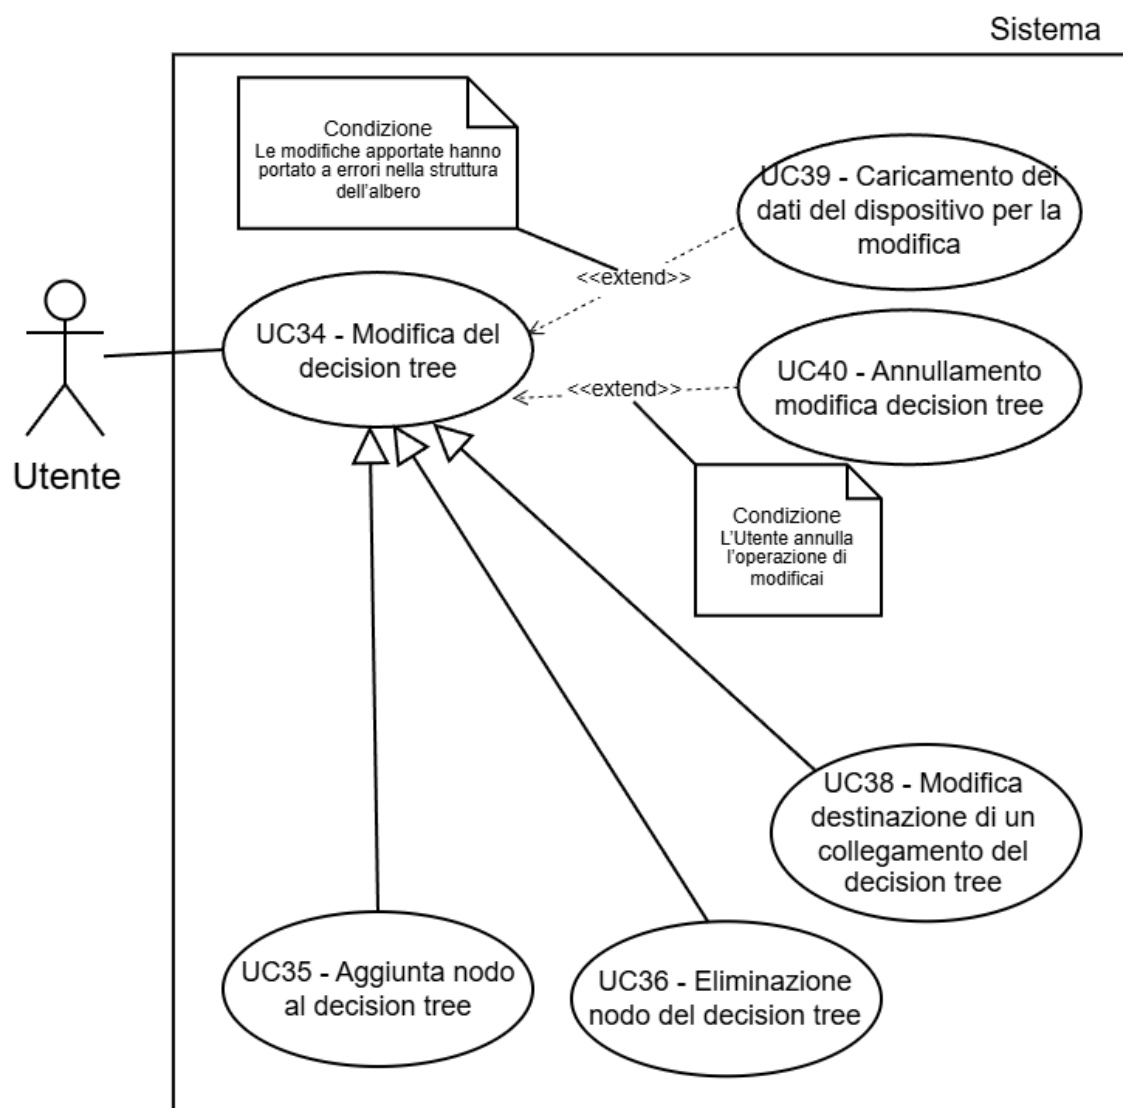 Sistema
Condizione
Le modifiche apportate hanno
portato a errori nella struttura
dell'albero
UC39 - Caricamento dei
dati del dispositivo per la
modifica
<<extend>>
UC34 - Modifica del
decision tree
<<extend>>
UC40 - Annullamento
modifica decision tree
Utente
Condizione
L'Utente annulla
l'operazione di
modificai
UC38 - Modifica
destinazione di un
collegamento del
decision tree
UC35 - Aggiunta nodo
al decision tree
UC36 - Eliminazione
nodo del decision tree